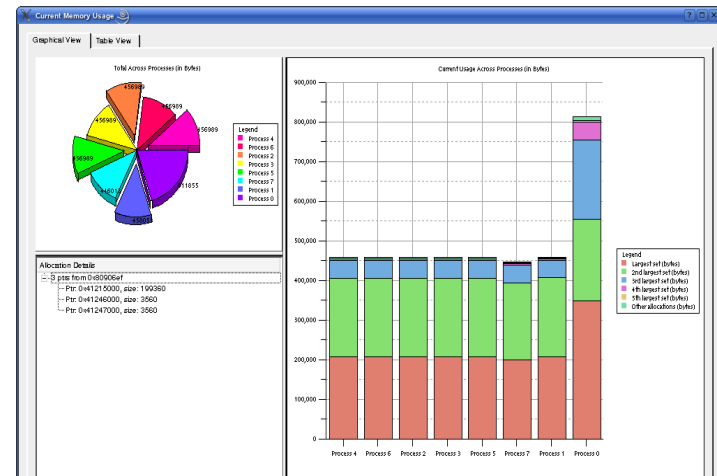 Current Memory Usage
Graphical View
Table View
Total Across Processes (in Bytes)
456989
456989
456989
456989
456989
811855
Legend
Process 4
Process 6
Process 2
Process 3
Process 5
Process 7
Process 1
Process 0
Allocation Details
3 ptrs from 0x80906ef
Ptr: 0x41215000, size: 199360
Ptr: 0x41246000, size: 3560
Ptr: 0x41247000, size: 3560
Current Usage Across Processes (in Bytes)
900,000
800,000
700,000
600,000
500,000
400,000
300,000
200,000
100,000
0
Process 4
Process 6
Process 2
Process 3
Process 5
Process 7
Process 1
Process 0
Legend
Largest set (bytes)
2nd largest set (bytes)
3rd largest set (bytes)
4th largest set (bytes)
5th largest set (bytes)
Other allocations (bytes)